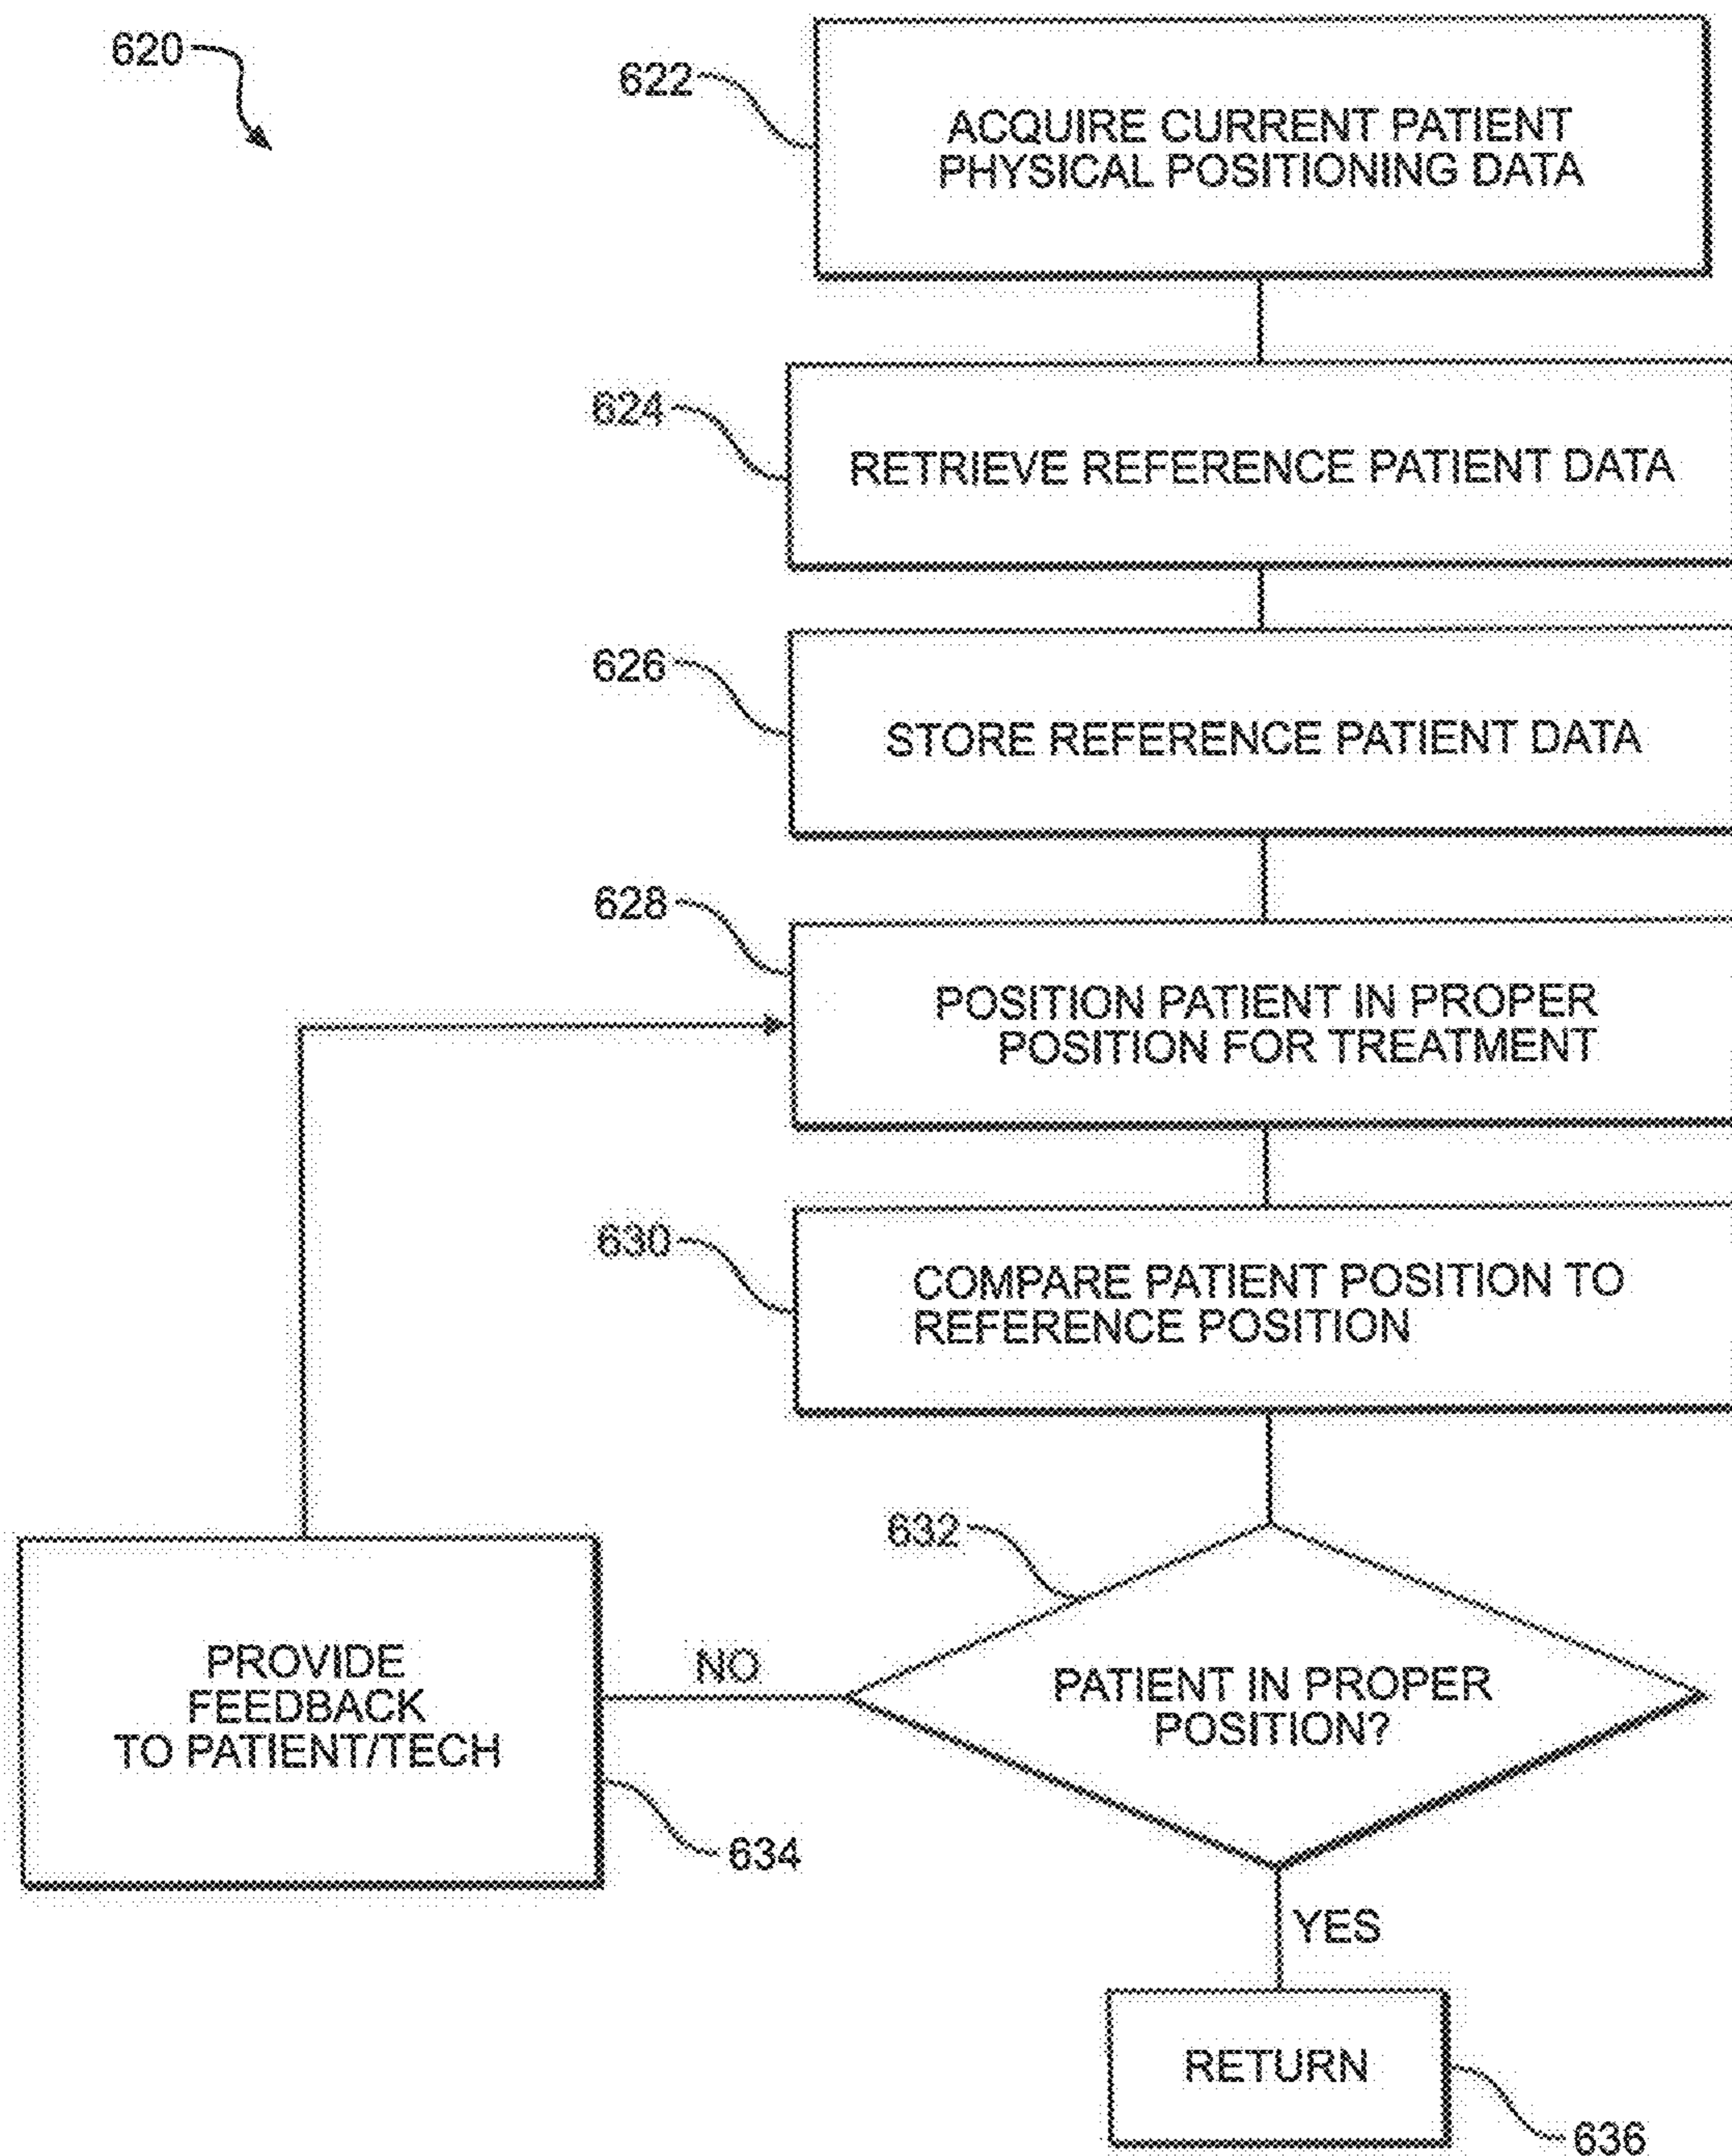 620
622
ACQUIRE CURRENT PATIENT
PHYSICAL POSITIONING DATA
624
RETRIEVE REFERENCE PATIENT DATA
626
STORE REFERENCE PATIENT DATA
628
POSITION PATIENT IN PROPER
POSITION FOR TREATMENT
630
COMPARE PATIENT POSITION TO
REFERENCE POSITION
632
PATIENT IN PROPER
POSITION?
NO
PROVIDE
FEEDBACK
TO PATIENT/TECH
634
YES
RETURN
636